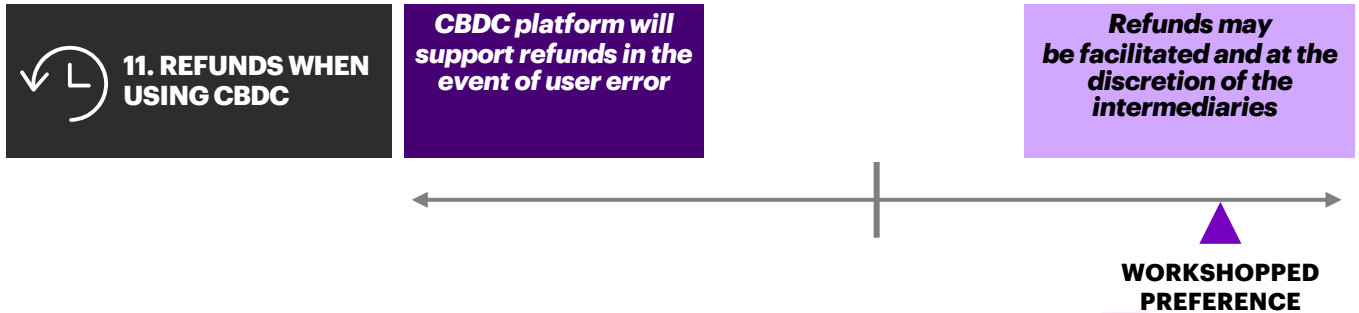 11. REFUNDS WHEN
USING CBDC
CBDC platform will
support refunds in the
event of user error
Refunds may
be facilitated and at the
discretion of the
intermediaries
WORKSHOPPED
PREFERENCE